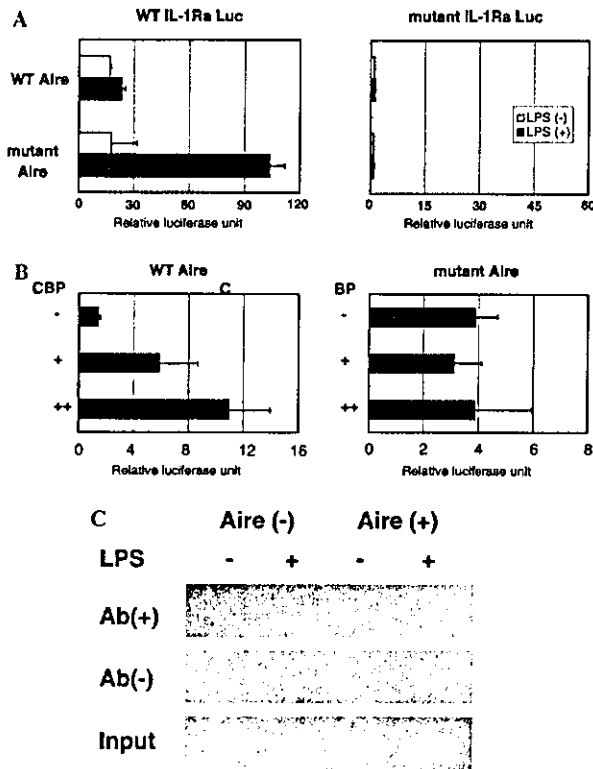 A
WT IL-1Ra Luc
mutant IL-1Ra Luc
WT Aire
mutant
Aire
LPS (-)
LPS (+)
0 30 60 90 120
0 15 30 45 60
Relative luciferase unit
Relative luciferase unit
B
WT Aire
mutant Aire
CBP
C
BP
-
+
++
-
+
++
0 4 8 12 16
0 2 4 6 8
Relative luciferase unit
Relative luciferase unit
C
Aire (-) Aire (+)
LPS - + - +
Ab(+)
Ab(-)
Input